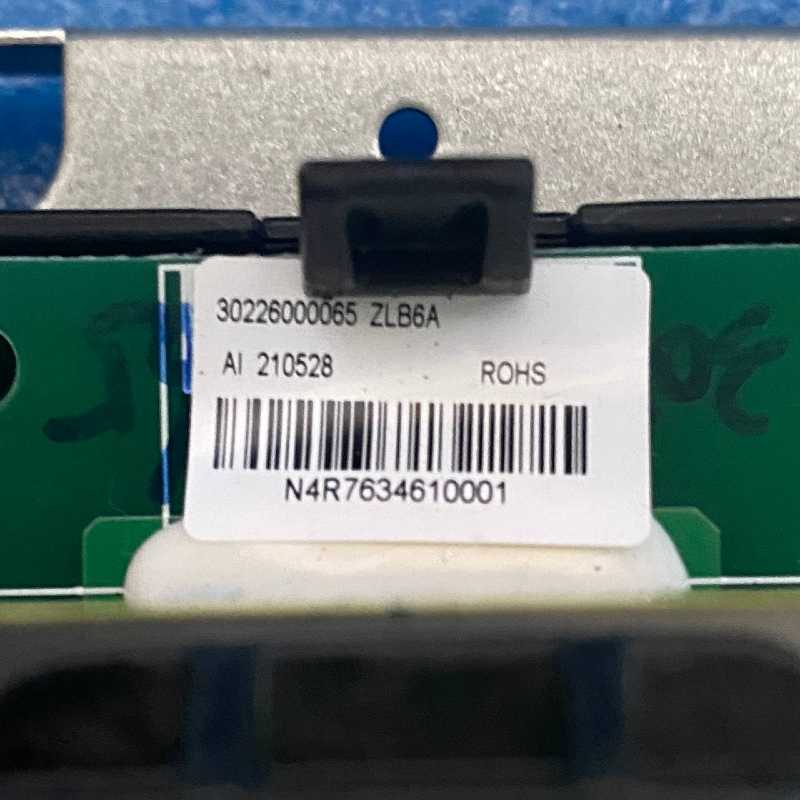 30226000065 ZLB6A
AI 210528 ROHS
N4R7634610001